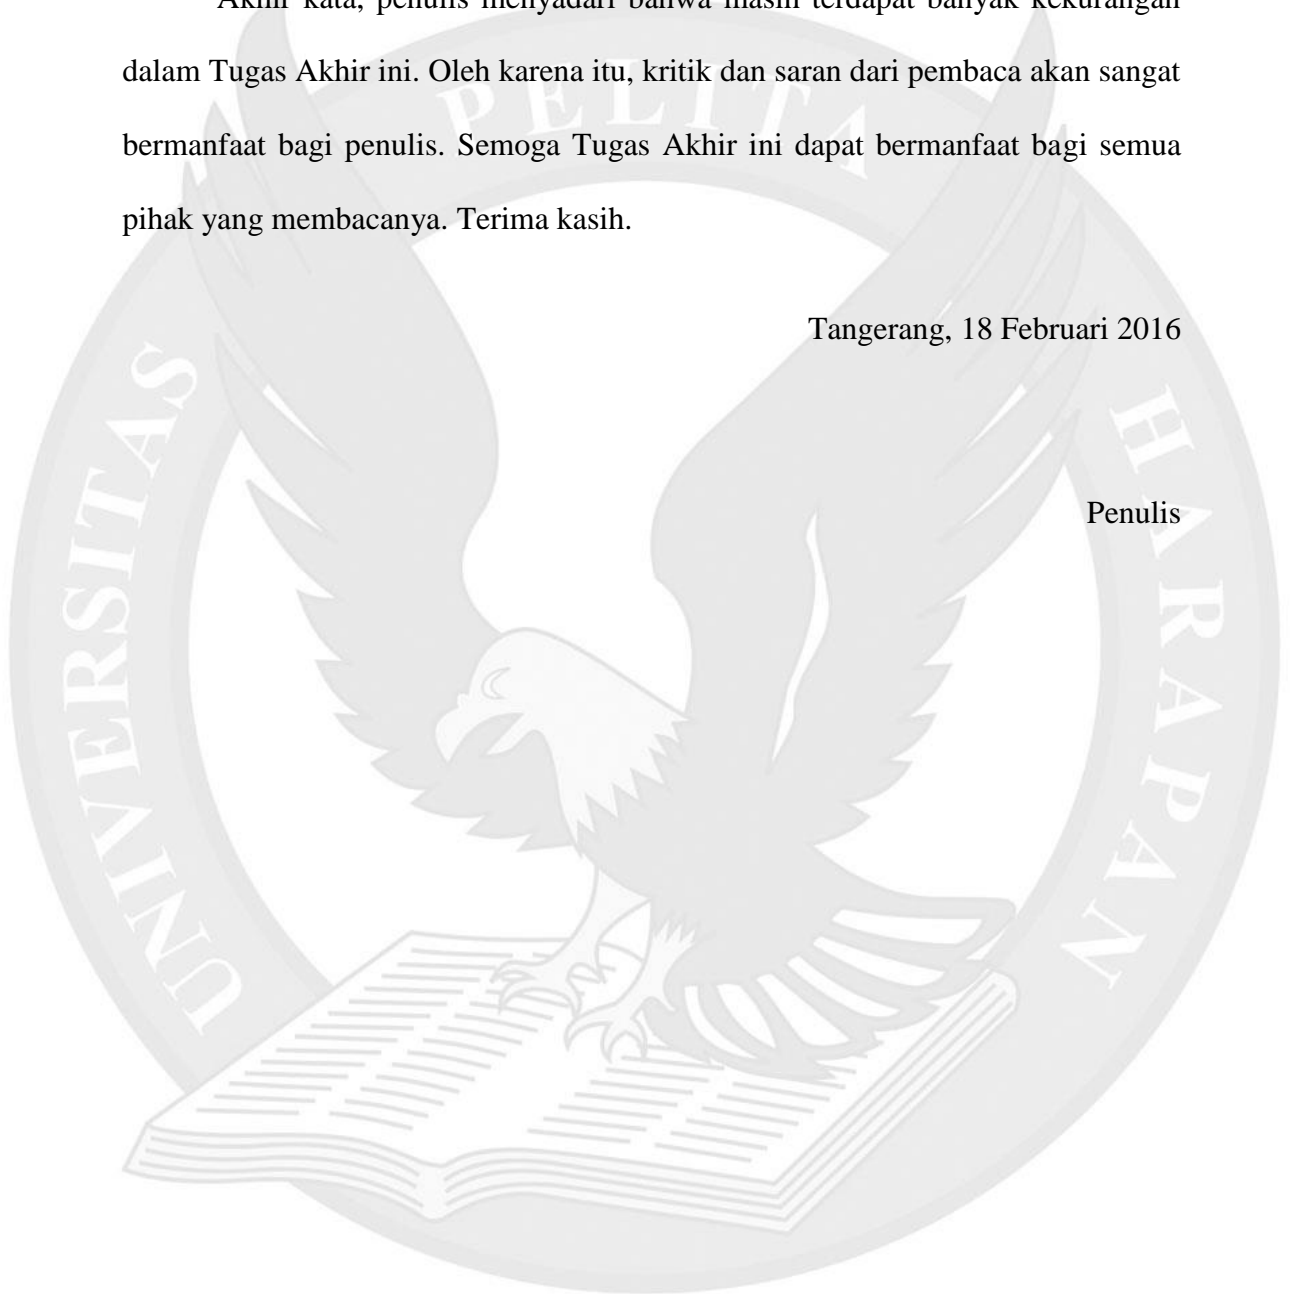 Akhir kata, penulis menyadari bahwa masih terdapat banyak kekurangan
dalam Tugas Akhir ini. Oleh karena itu, kritik dan saran dari pembaca akan sangat
bermanfaat bagi penulis. Semoga Tugas Akhir ini dapat bermanfaat bagi semua
pihak yang membacanya. Terima kasih.
Tangerang, 18 Februari 2016
Penulis
UNIVERSITAS PELITA HARAPAN